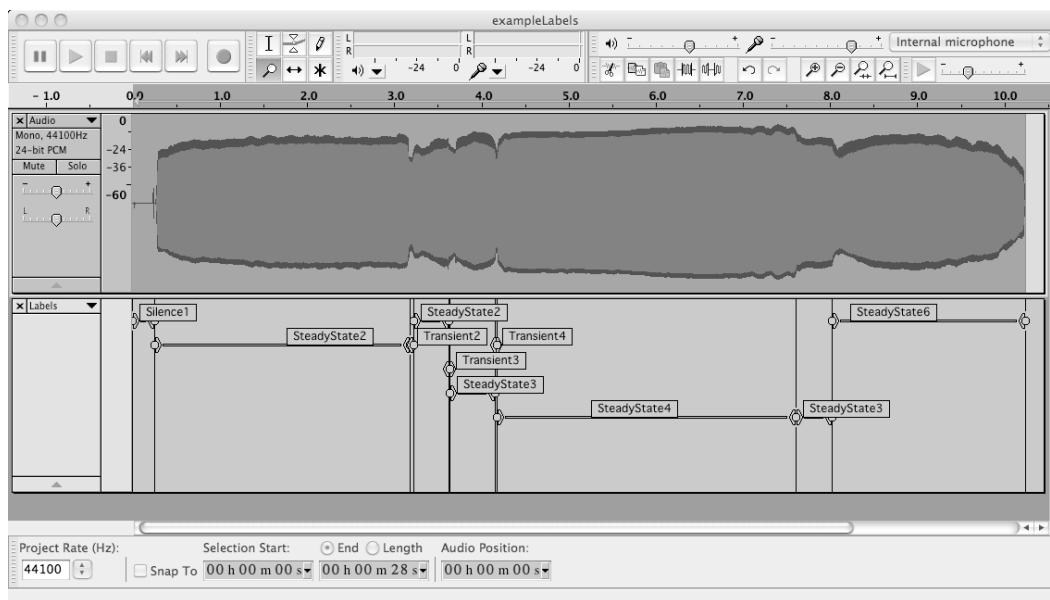 exampleLabels
L
R
L
R
-24 0 -24 0
- + - +
Internal microphone
- +
- 1.0 0.0 1.0 2.0 3.0 4.0 5.0 6.0 7.0 8.0 9.0 10.0
Audio
Mono, 44100Hz
24-bit PCM
Mute Solo
- +
L R
0
-24-
-36-
-60
Labels
Silence1 SteadyState2 SteadyState6
SteadyState2 Transient2 Transient4
Transient3
SteadyState3
SteadyState4 SteadyState3
Project Rate (Hz): Selection Start: End Length Audio Position:
44100 Snap To 00 h 00 m 00 s 00 h 00 m 28 s 00 h 00 m 00 s